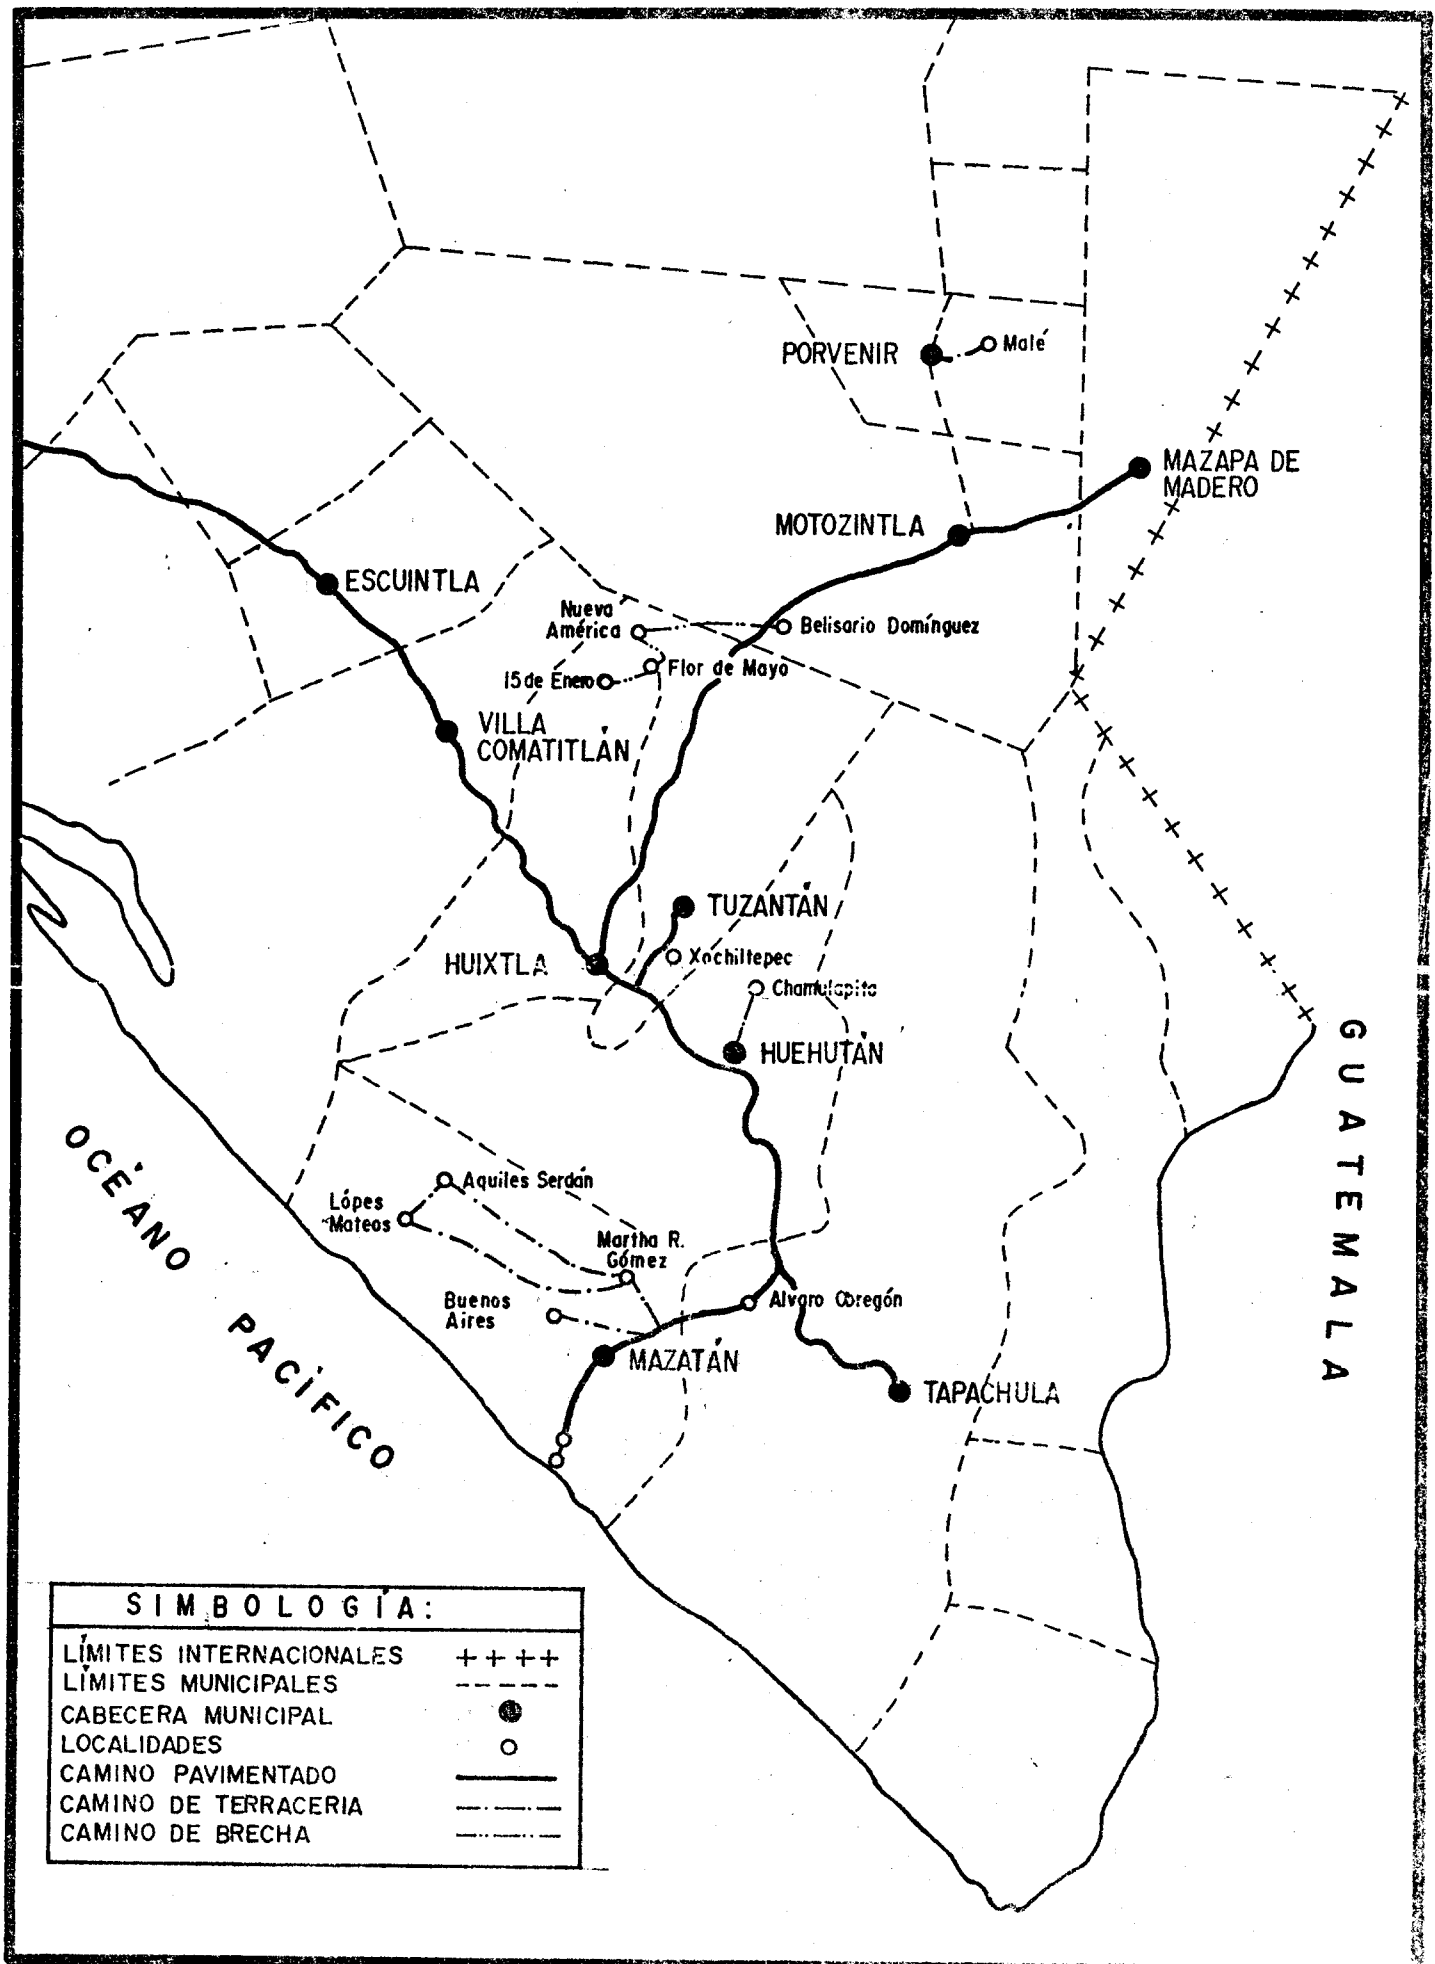 PORVENIR
Malé
MAZAPA DE
MADERO
MOTOZINTLA
ESCUINTLA
Nueva
América
Belisario Domínguez
Flor de Mayo
15 de Enero
VILLA
COMATITLÁN
TUZANTÁN
HUIXTLA
Xochiltepec
Chamulapita
HUEHUTÁN
GUATEMALA
OCÉANO PACÍFICO
Aquiles Serdán
Lópes
Mateos
Martha R.
Gómez
Buenos
Aires
Alvaro Obregón
MAZATÁN
TAPACHULA
SIMBOLOGÍA:
LÍMITES INTERNACIONALES
LÍMITES MUNICIPALES
CABECERA MUNICIPAL
LOCALIDADES
CAMINO PAVIMENTADO
CAMINO DE TERRACERIA
CAMINO DE BRECHA